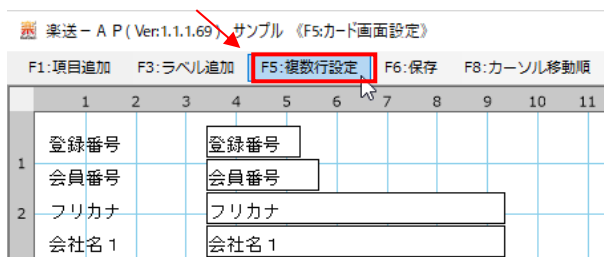 楽送－ＡＰ( Ver:1.1.1.69 ) サンプル 《F5:カード画面設定》
F1:項目追加 F3:ラベル追加 F5:複数行設定 F6:保存 F8:カーソル移動順
1 2 3 4 5 6 7 8 9 10 11
登録番号 登録番号
1
会員番号 会員番号
2 フリカナ フリカナ
会社名１ 会社名１